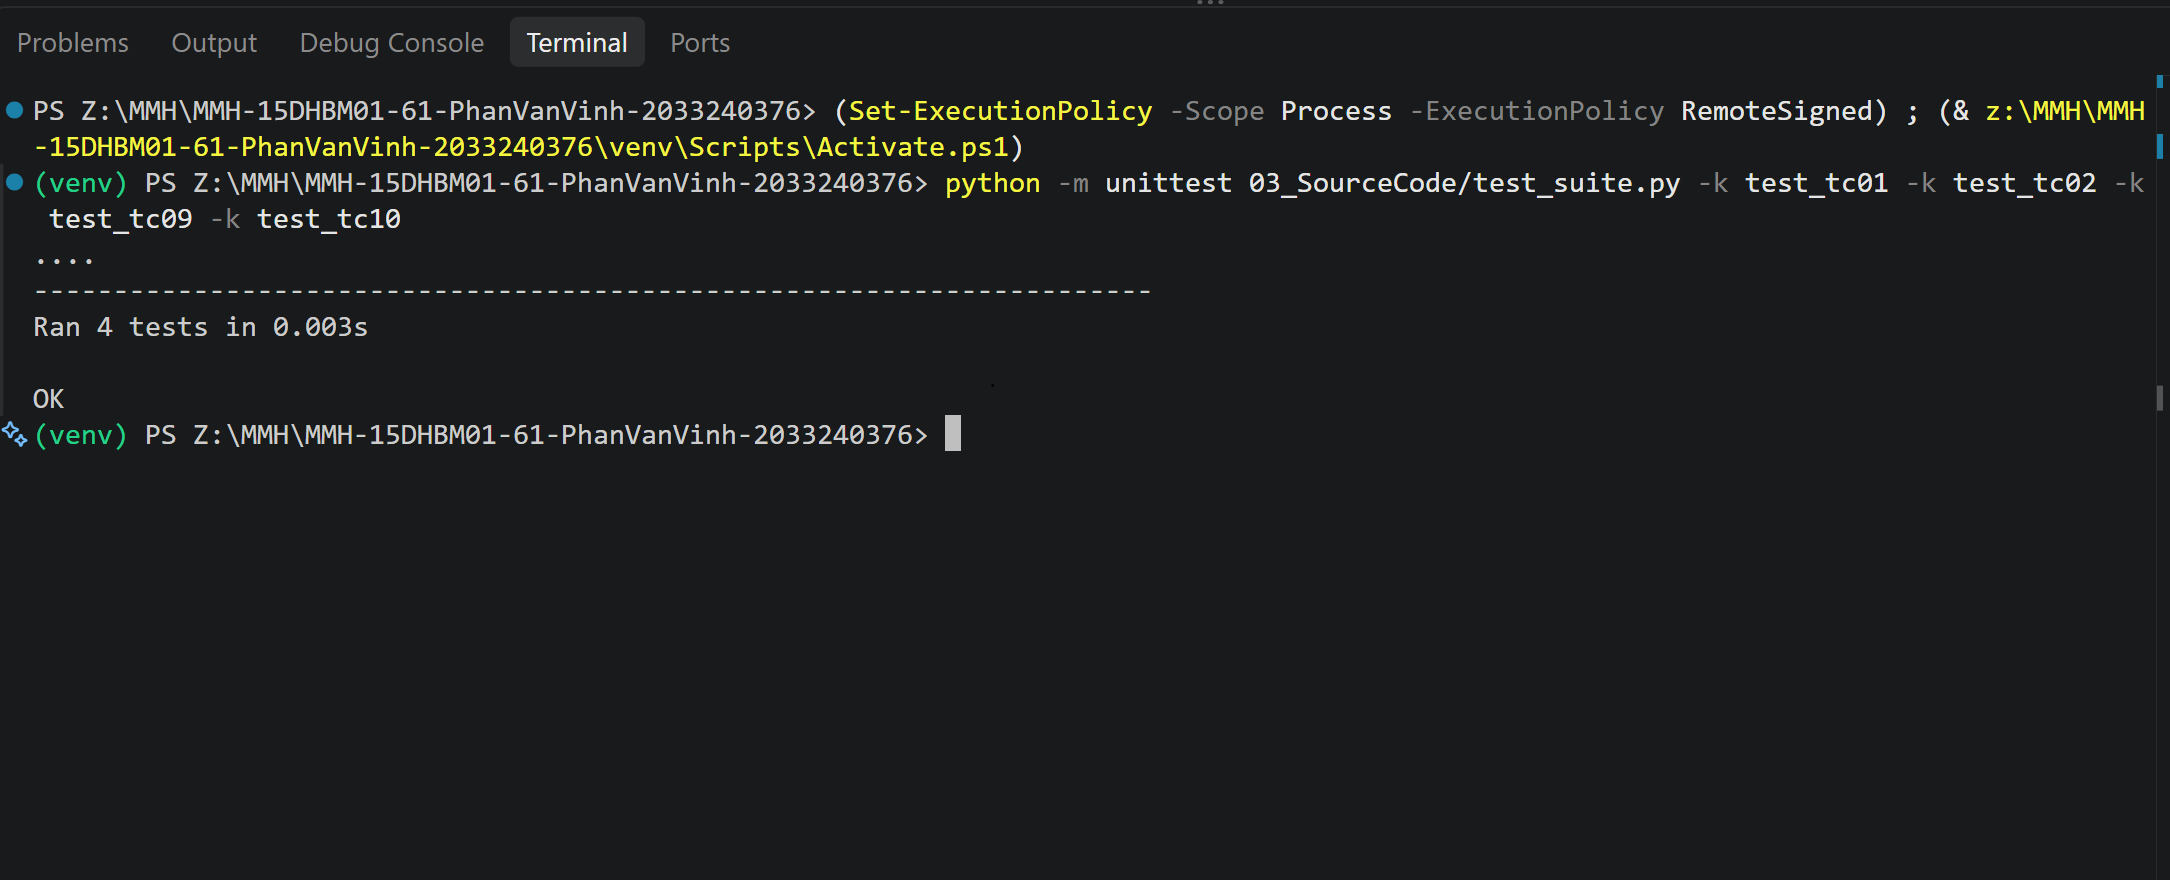 Problems Output Debug Console Terminal Ports
PS Z:\MMH\MMH-15DHBM01-61-PhanVanVinh-2033240376> (Set-ExecutionPolicy -Scope Process -ExecutionPolicy RemoteSigned) ; (& z:\MMH\MMH
-15DHBM01-61-PhanVanVinh-2033240376\venv\Scripts\Activate.ps1)
(venv) PS Z:\MMH\MMH-15DHBM01-61-PhanVanVinh-2033240376> python -m unittest 03_SourceCode/test_suite.py -k test_tc01 -k test_tc02 -k
test_tc09 -k test_tc10
....
----------------------------------------------------------------------
Ran 4 tests in 0.003s
OK
(venv) PS Z:\MMH\MMH-15DHBM01-61-PhanVanVinh-2033240376>